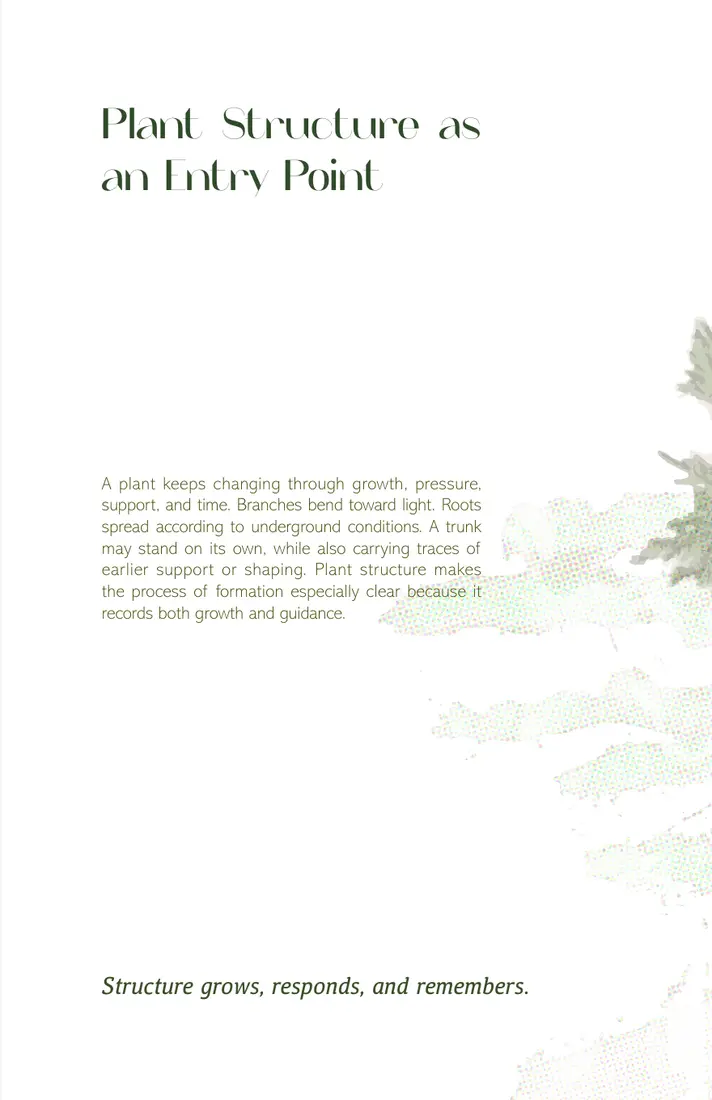 Plant Structure as
an Entry Point
A plant keeps changing through growth, pressure,
support, and time. Branches bend toward light. Roots
spread according to underground conditions. A trunk
may stand on its own, while also carrying traces of
earlier support or shaping. Plant structure makes
the process of formation especially clear because it
records both growth and guidance.
Structure grows, responds, and remembers.